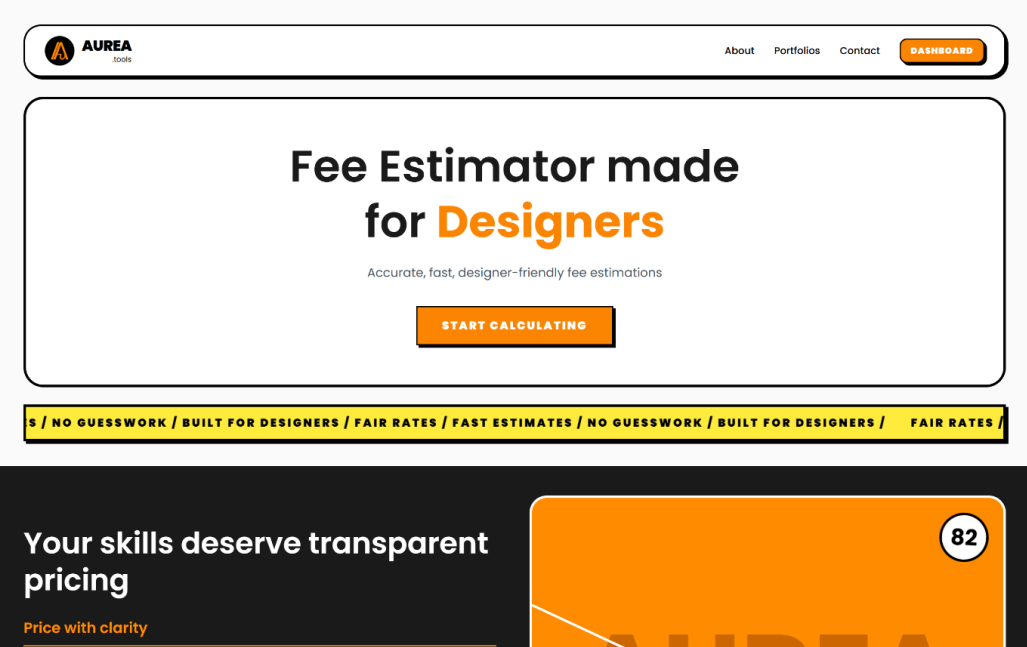 AUREA
.tools
About
Portfolios
Contact
DASHBOARD
Fee Estimator made
for Designers
Accurate, fast, designer-friendly fee estimations
START CALCULATING
/ NO GUESSWORK / BUILT FOR DESIGNERS / FAIR RATES / FAST ESTIMATES / NO GUESSWORK / BUILT FOR DESIGNERS / FAIR RATES /
Your skills deserve transparent
pricing
82
Price with clarity
AUREA